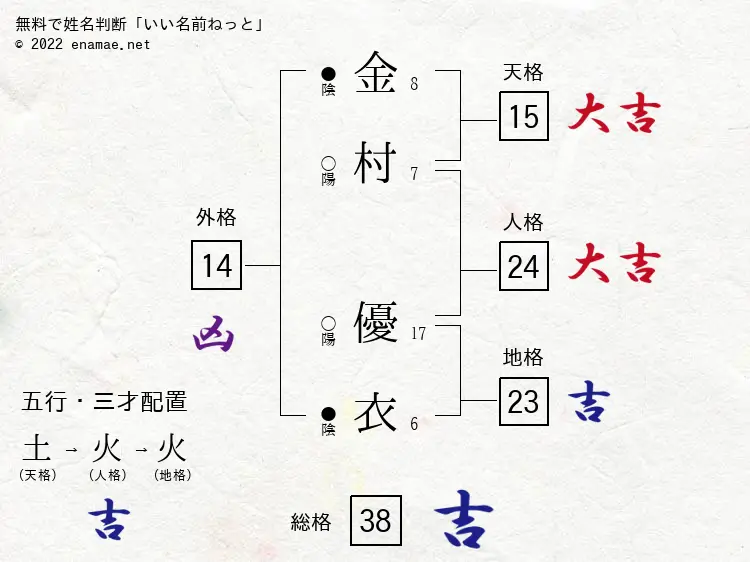 無料で姓名判断「いい名前ねっと」
© 2022 enamae.net
●陰 金 8
○陽 村 7
○陽 優 17
●陰 衣 6
天格
15 大吉
人格
24 大吉
地格
23 吉
外格
14
凶
五行・三才配置
土→火→火
(天格) (人格) (地格)
吉
総格 38 吉